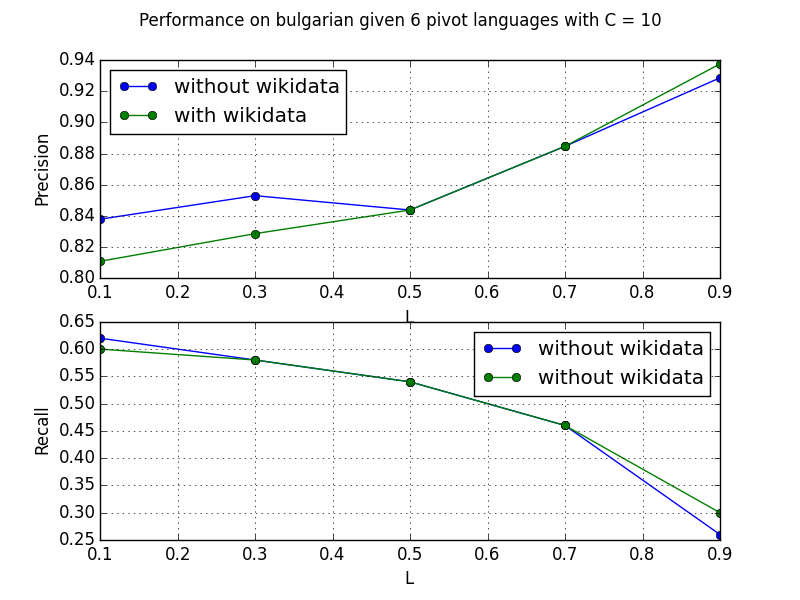 Performance on bulgarian given 6 pivot languages with C = 10
0.94
0.92
0.90
0.88
0.86
0.84
0.82
0.80
Precision
without wikidata
with wikidata
0.1 0.2 0.3 0.4 0.5 0.6 0.7 0.8 0.9
L
0.65
0.60
0.55
0.50
0.45
0.40
0.35
0.30
0.25
Recall
without wikidata
without wikidata
0.1 0.2 0.3 0.4 0.5 0.6 0.7 0.8 0.9
L